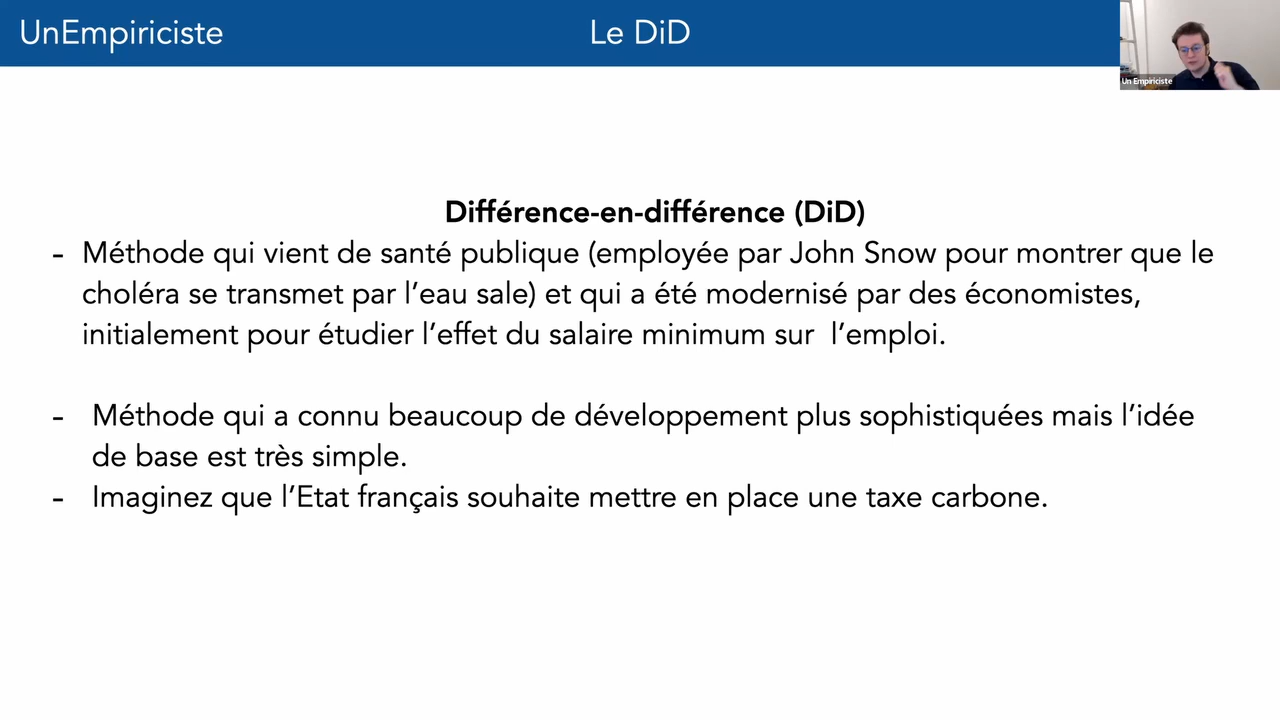 UnEmpiriciste
Le DiD
Un Empiriciste
Différence-en-différence (DiD)
- Méthode qui vient de santé publique (employée par John Snow pour montrer que le
choléra se transmet par l’eau sale) et qui a été modernisé par des économistes,
initialement pour étudier l’effet du salaire minimum sur  l’emploi.
- Méthode qui a connu beaucoup de développement plus sophistiquées mais l’idée
de base est très simple.
- Imaginez que l’Etat français souhaite mettre en place une taxe carbone.